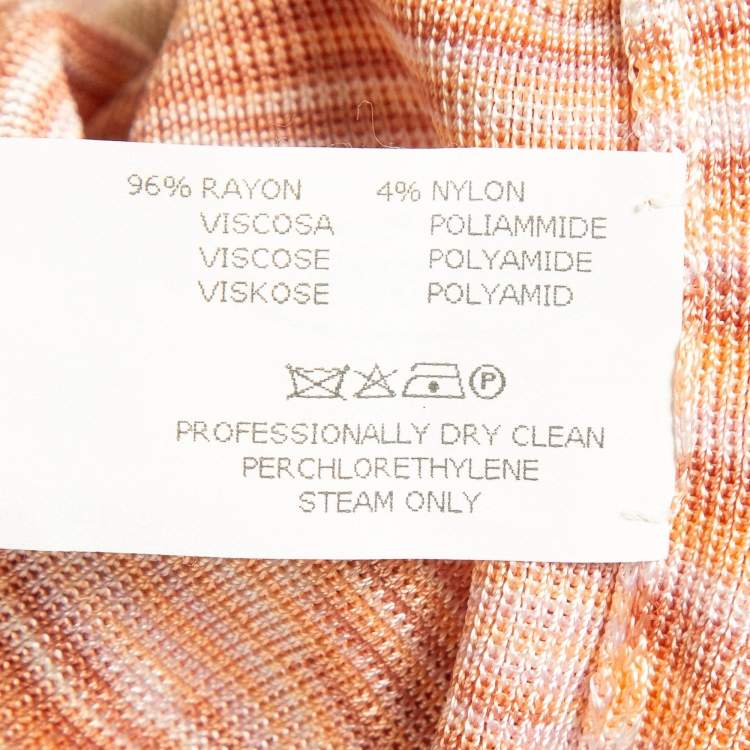 96% RAYON 4% NYLON
VISCOSA POLIAMMIDE
VISCOSE POLYAMIDE
VISKOSE POLYAMID
P
PROFESSIONALLY DRY CLEAN
PERCHLORETHYLENE
STEAM ONLY